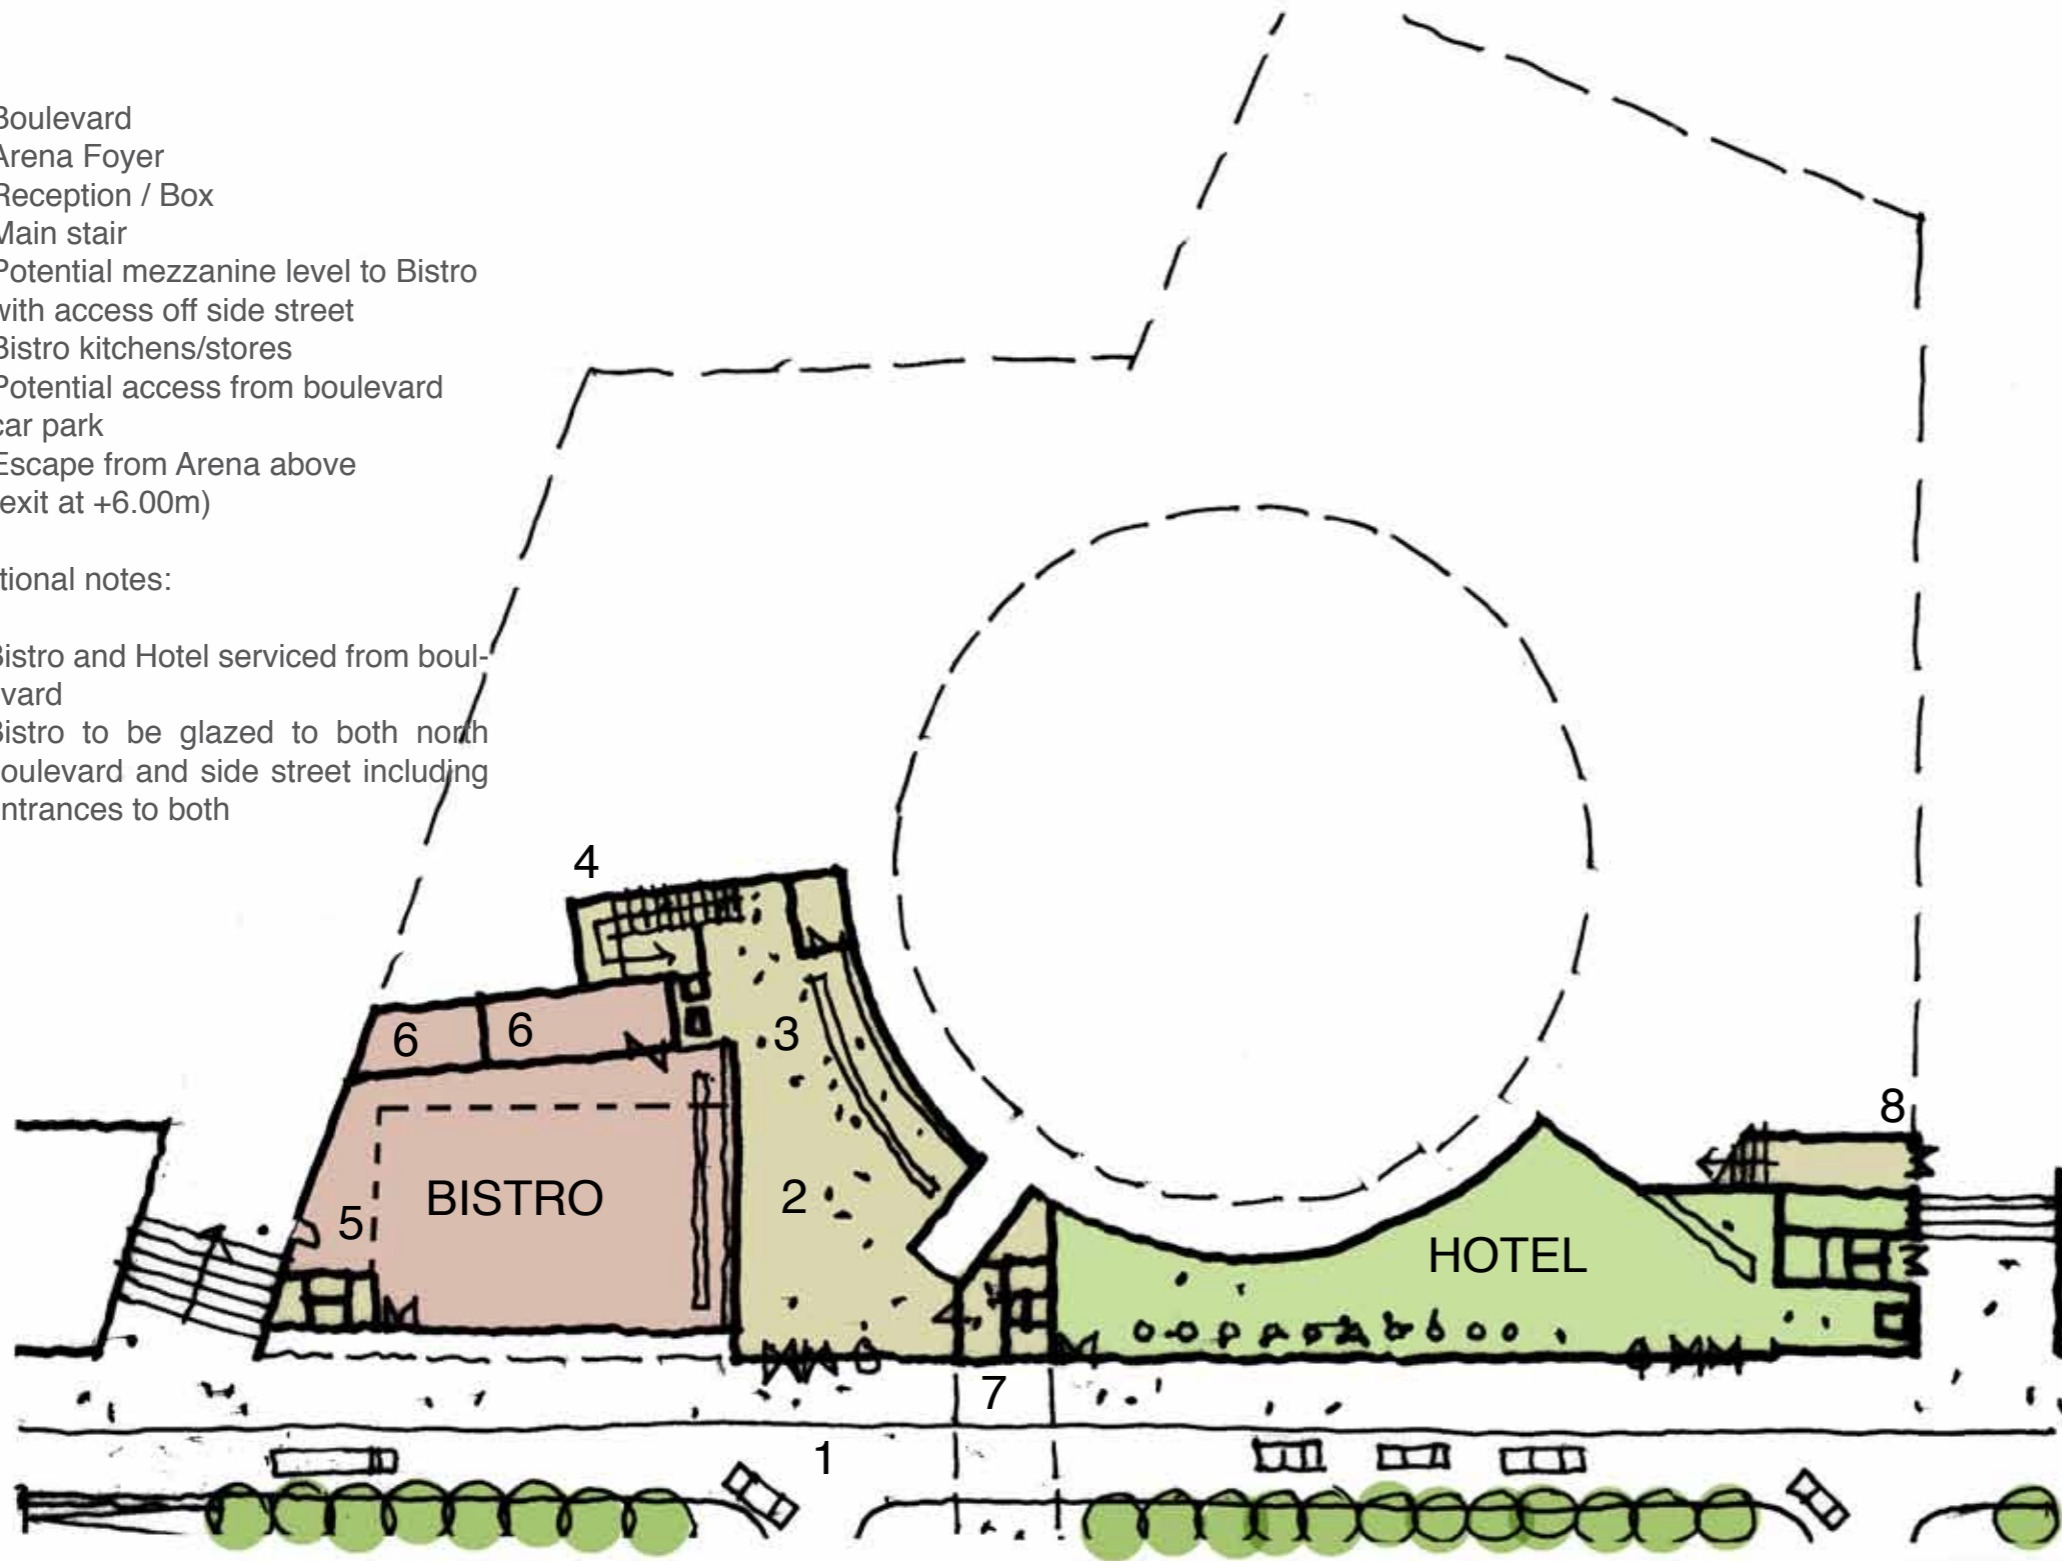 Boulevard
Arena Foyer
Reception / Box
Main stair
Potential mezzanine level to Bistro
with access off side street
Bistro kitchens/stores
Potential access from boulevard
car park
Escape from Arena above
exit at +6.00m)
tional notes:
Bistro and Hotel serviced from boul-
vard
Bistro to be glazed to both north
oulevard and side street including
ntrances to both
4
6
6
3
8
5
BISTRO
2
HOTEL
7
1